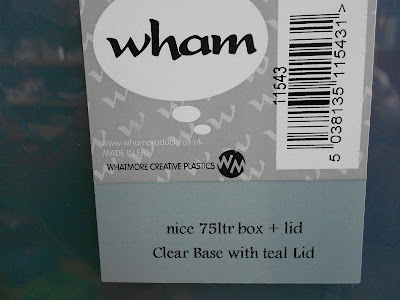 wham
11543
5 038135 115431 >
www.whamproducts.co.uk
MADE IN E.U.
WHATMORE CREATIVE PLASTICS WM
nice 75ltr box + lid
Clear Base with teal Lid